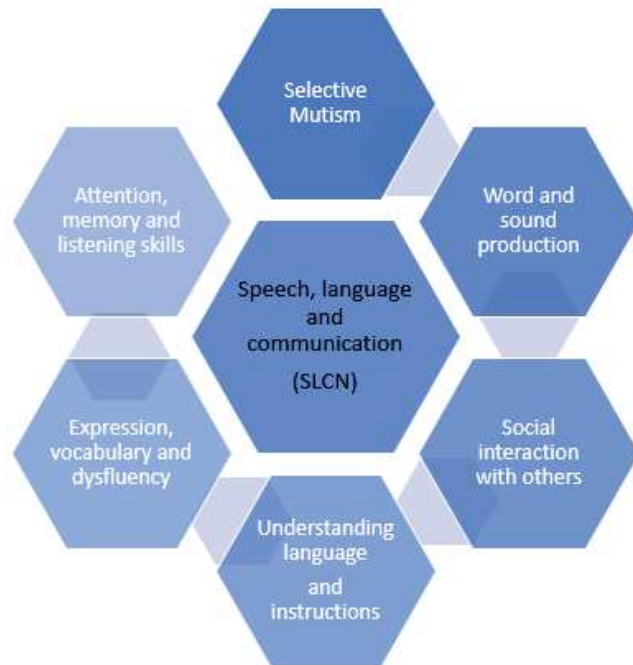 Selective
Mutism
Attention,
memory and
listening skills
Word and
sound
production
Speech, language
and
communication
(SLCN)
Expression,
vocabulary and
dysfluency
Social
interaction
with others
Understanding
language
and
instructions